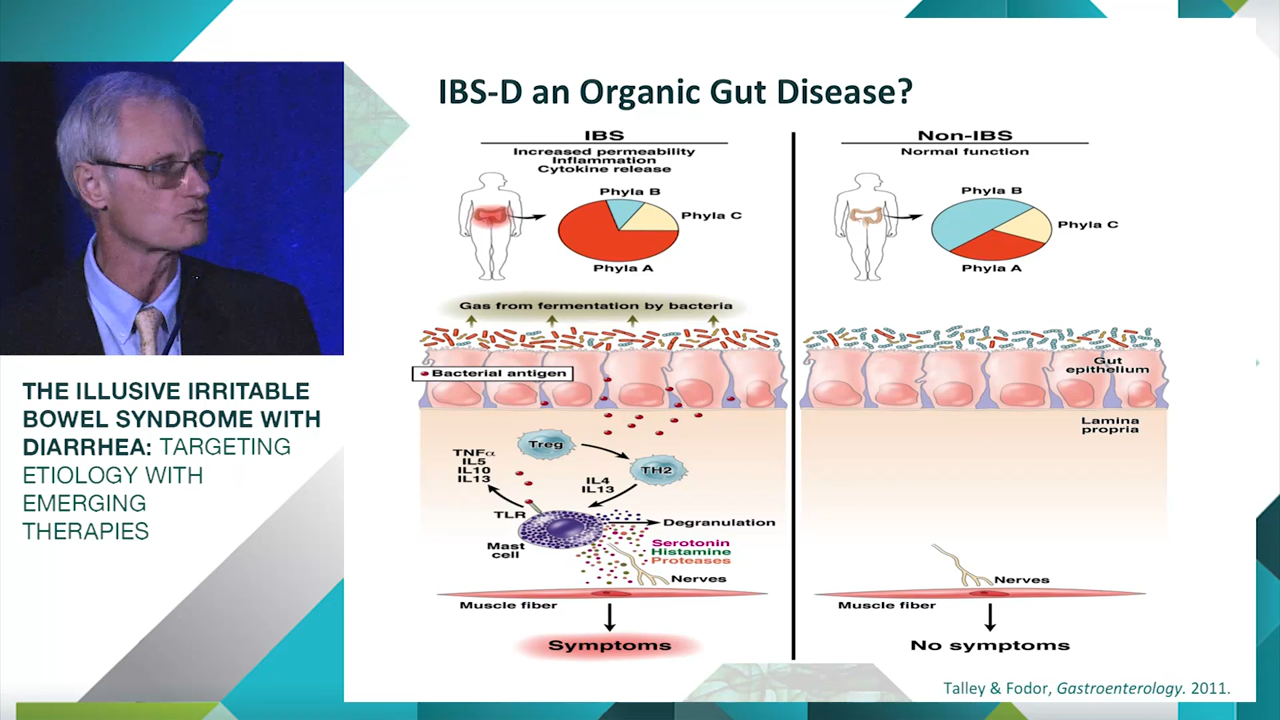 IBS-D an Organic Gut Disease?
THE ILLUSIVE IRRITABLE
BOWEL SYNDROME WITH
DIARRHEA: TARGETING
ETIOLOGY WITH
EMERGING
THERAPIES
IBS
Increased permeability
Inflammation
Cytokine release
Phyla B
Phyla C
Phyla A
Gas from fermentation by bacteria
Bacterial antigen
Treg
TH2
TNFα
IL5
IL10
IL13
IL4
IL13
TLR
Mast
cell
Degranulation
Serotonin
Histamine
Proteases
Nerves
Muscle fiber
Symptoms
Non-IBS
Normal function
Phyla B
Phyla C
Phyla A
Gut
epithelium
Lamina
propria
Nerves
Muscle fiber
No symptoms
Talley & Fodor, Gastroenterology. 2011.